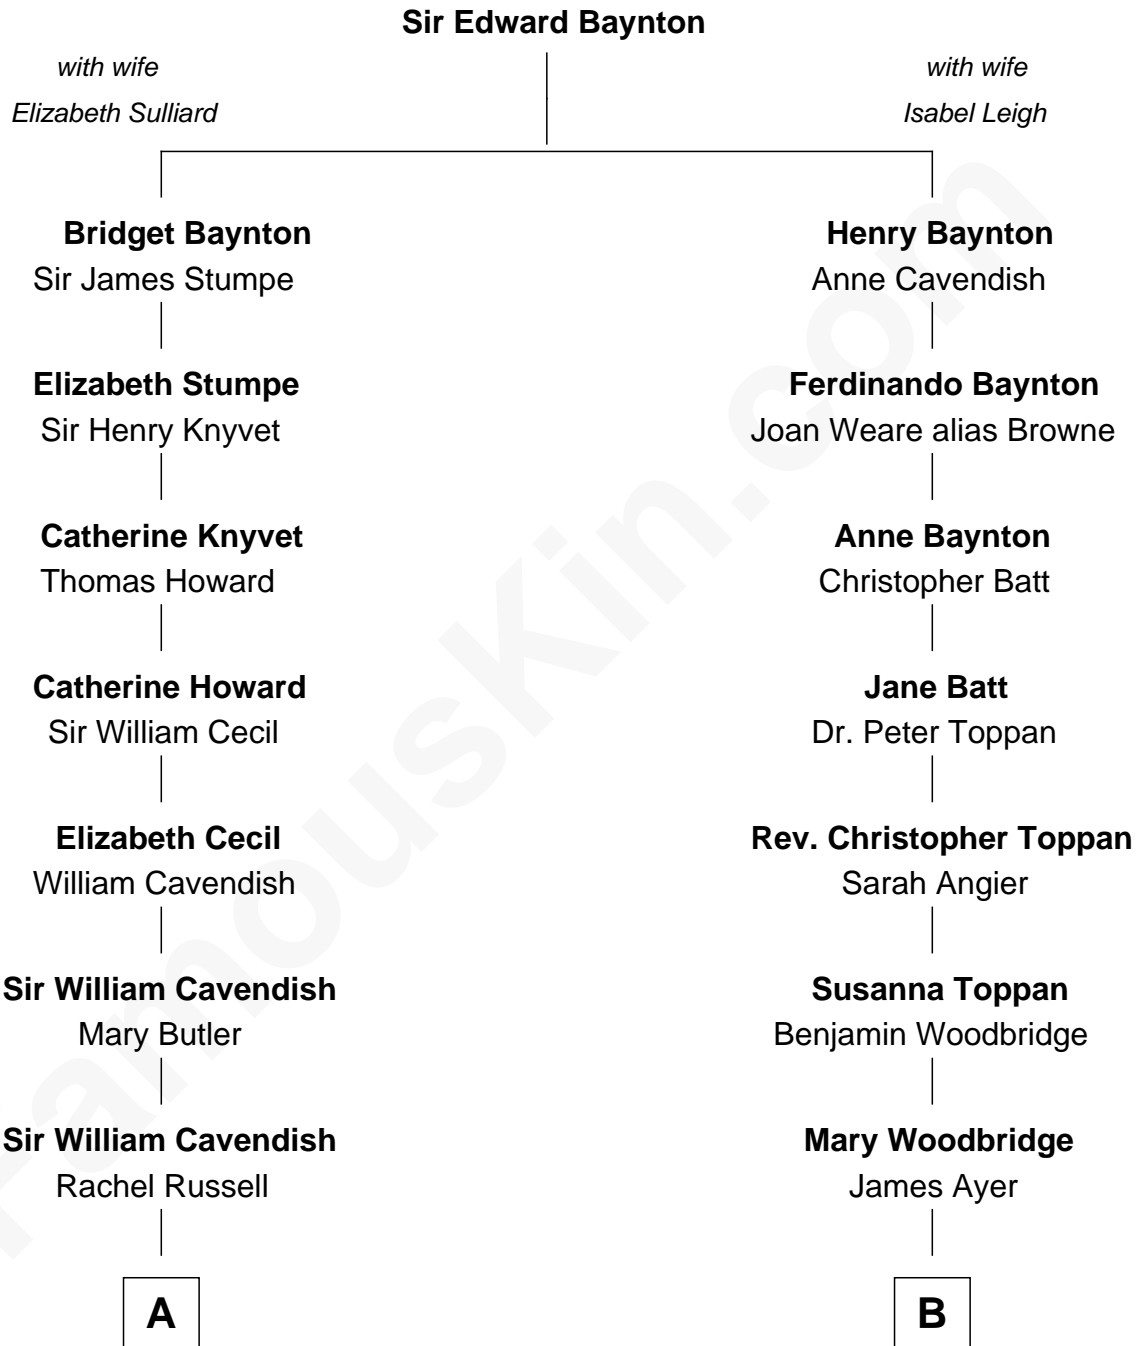 Sir Edward Baynton
with wife
Elizabeth Sulliard
with wife
Isabel Leigh
Bridget Baynton
Sir James Stumpe
Henry Baynton
Anne Cavendish
Elizabeth Stumpe
Sir Henry Knyvet
Ferdinando Baynton
Joan Weare alias Browne
Catherine Knyvet
Thomas Howard
Anne Baynton
Christopher Batt
Catherine Howard
Sir William Cecil
Jane Batt
Dr. Peter Toppan
Elizabeth Cecil
William Cavendish
Rev. Christopher Toppan
Sarah Angier
Sir William Cavendish
Mary Butler
Susanna Toppan
Benjamin Woodbridge
Sir William Cavendish
Rachel Russell
Mary Woodbridge
James Ayer
A
B
FamousKin.com